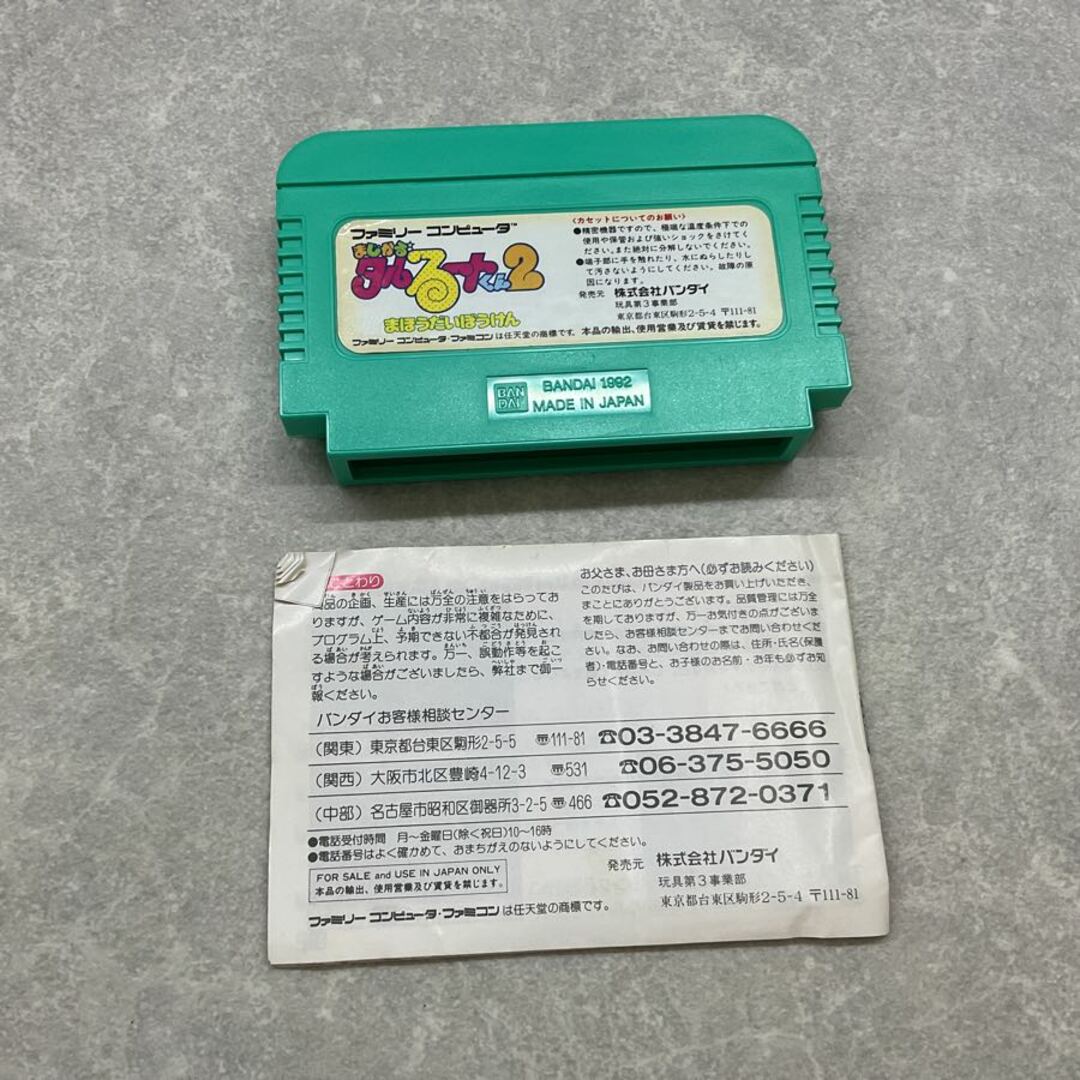 ファミリー コンピュータ™
まじかる
タルるートくん2
まほうだいぼうけん
〈カセットについてのお願い〉
●精密機器ですので、極端な温度条件下での
使用や保管および強いショックをさけてく
ださい。また絶対に分解しないでください。
●端子部に手を触れたり、水にぬらしたりし
て汚さないようにしてください。故障の原
因になります。
発売元 株式会社バンダイ
玩具第3事業部
東京都台東区駒形2-5-4 〒111-81
ファミリー コンピュータ・ファミコンは任天堂の商標です。本品の輸出、使用営業及び賃貸を禁じます。
BAN
DAI
BANDAI 1992
MADE IN JAPAN
ことわり
品の企画、生産には万全の注意をはらってお
りますが、ゲーム内容が非常に複雑なために、
プログラム上、予期できない不都合が発見され
る場合が考えられます。万一、誤動作等を起こ
すような場合がございましたら、弊社まで御一
報ください。
お父さま、お母さま方へ(必ずお読みください)
このたびは、バンダイ製品をお買い上げいただき、
まことにありがとうございます。品質管理には万全
を期しておりますが、万一お気付きの点がございま
したら、お客様相談センターまでお問い合わせくだ
さい。なお、お問い合わせの際は、住所・氏名(保護
者)・電話番号と、お子様のお名前・お年も必ずお知
らせください。
バンダイお客様相談センター
(関東) 東京都台東区駒形2-5-5 〠111-81 ☎03-3847-6666
(関西) 大阪市北区豊崎4-12-3 〠531 ☎06-375-5050
(中部) 名古屋市昭和区御器所3-2-5 〠466 ☎052-872-0371
●電話受付時間 月〜金曜日(除く祝日)10〜16時
●電話番号はよく確かめて、おまちがえのないようにしてください。
FOR SALE and USE IN JAPAN ONLY
本品の輸出、使用営業及び賃貸を禁じます。
発売元 株式会社バンダイ
玩具第3事業部
東京都台東区駒形2-5-4 〒111-81
ファミリー コンピュータ・ファミコンは任天堂の商標です。